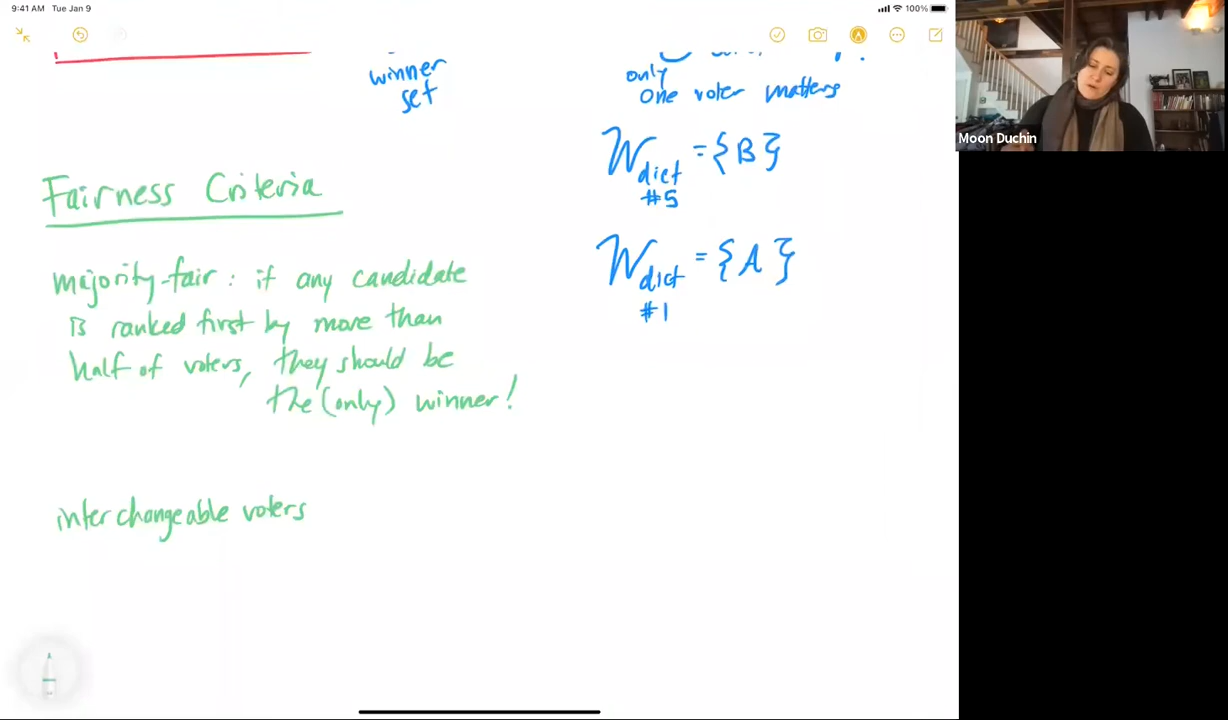 9:41 AM Tue Jan 9
100%
winner
set
only
one voter matters
W dict #5 = {B}
W dict #1 = {A}
Fairness Criteria
majority-fair: if any candidate
is ranked first by more than
half of voters, they should be
the (only) winner!
interchangeable voters
Moon Duchin